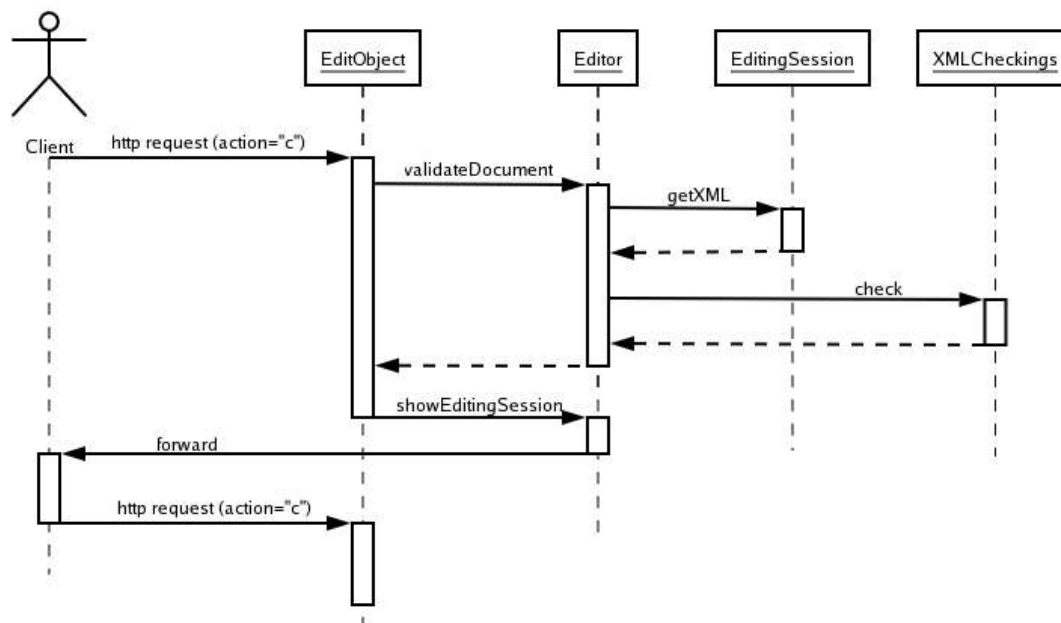 EditObject
Editor
EditingSession
XMLCheckings
Client
http request (action="c")
validateDocument
getXML
check
showEditingSession
forward
http request (action="c")